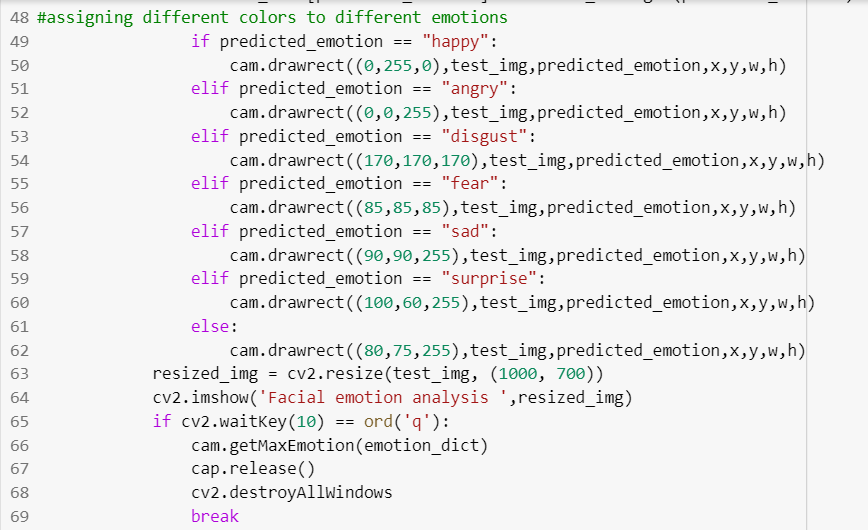 48 #assigning different colors to different emotions
49                 if predicted_emotion == "happy":
50                     cam.drawrect((0,255,0),test_img,predicted_emotion,x,y,w,h)
51                 elif predicted_emotion == "angry":
52                     cam.drawrect((0,0,255),test_img,predicted_emotion,x,y,w,h)
53                 elif predicted_emotion == "disgust":
54                     cam.drawrect((170,170,170),test_img,predicted_emotion,x,y,w,h)
55                 elif predicted_emotion == "fear":
56                     cam.drawrect((85,85,85),test_img,predicted_emotion,x,y,w,h)
57                 elif predicted_emotion == "sad":
58                     cam.drawrect((90,90,255),test_img,predicted_emotion,x,y,w,h)
59                 elif predicted_emotion == "surprise":
60                     cam.drawrect((100,60,255),test_img,predicted_emotion,x,y,w,h)
61                 else:
62                     cam.drawrect((80,75,255),test_img,predicted_emotion,x,y,w,h)
63             resized_img = cv2.resize(test_img, (1000, 700))
64             cv2.imshow('Facial emotion analysis ',resized_img)
65             if cv2.waitKey(10) == ord('q'):
66                 cam.getMaxEmotion(emotion_dict)
67                 cap.release()
68                 cv2.destroyAllWindows
69                 break